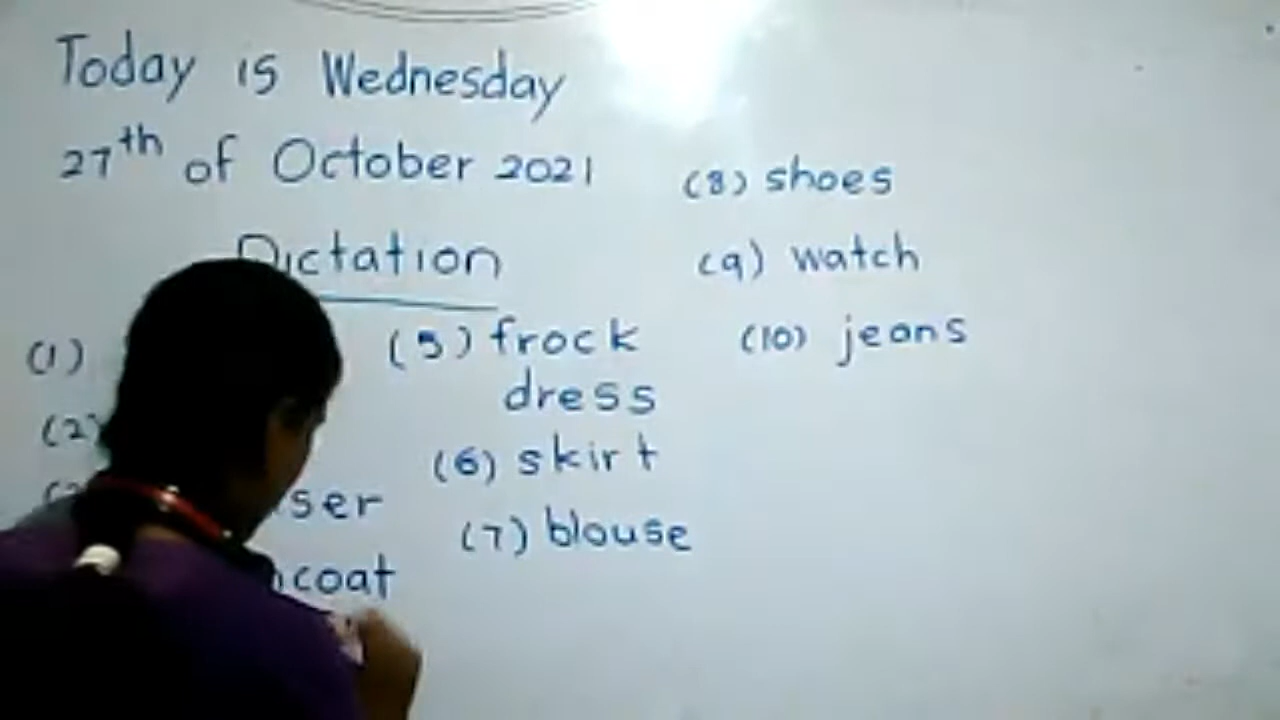 Today is Wednesday
27th of October 2021
Dictation
(1)
(2)
ser
coat
(5) frock
dress
(6) skirt
(7) blouse
(8) shoes
(9) watch
(10) jeans